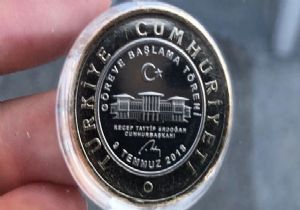 TÜRKİYE CUMHURİYETİ
GÖREVE BAŞLAMA TÖRENİ
RECEP TAYYİP ERDOĞAN
CUMHURBAŞKANI
9 TEMMUZ 2018